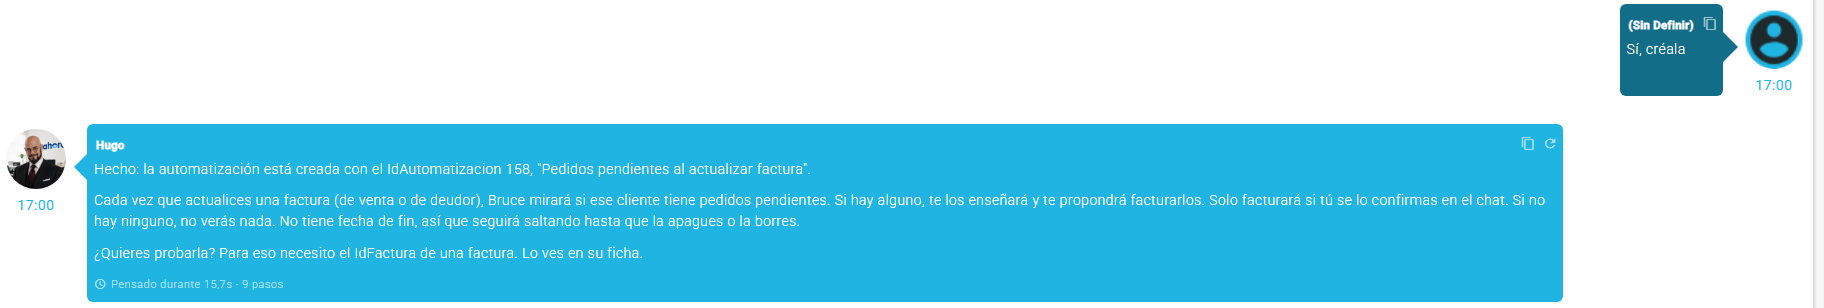 (Sin Definir)
Sí, créala
17:00
Hugo
Hecho: la automatización está creada con el IdAutomatizacion 158, "Pedidos pendientes al actualizar factura".
Cada vez que actualices una factura (de venta o de deudor), Bruce mirará si ese cliente tiene pedidos pendientes. Si hay alguno, te los enseñará y te propondrá facturarlos. Solo facturará si tú se lo confirmas en el chat. Si no
hay ninguno, no verás nada. No tiene fecha de fin, así que seguirá saltando hasta que la apagues o la borres.
¿Quieres probarla? Para eso necesito el IdFactura de una factura. Lo ves en su ficha.
Pensado durante 15,7s · 9 pasos
17:00